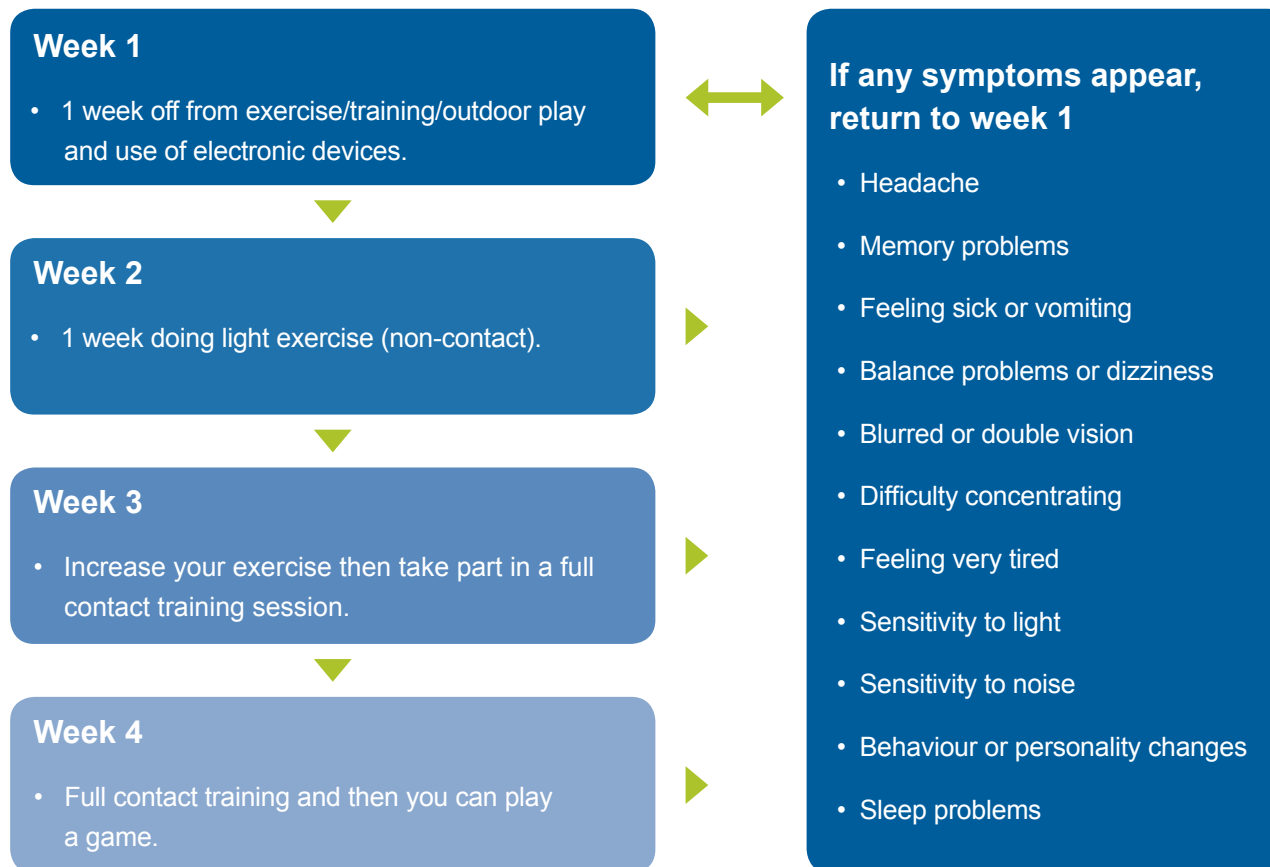 Week 1
• 1 week off from exercise/training/outdoor play
and use of electronic devices.
Week 2
• 1 week doing light exercise (non-contact).
Week 3
• Increase your exercise then take part in a full
contact training session.
Week 4
• Full contact training and then you can play
a game.
If any symptoms appear,
return to week 1
• Headache
• Memory problems
• Feeling sick or vomiting
• Balance problems or dizziness
• Blurred or double vision
• Difficulty concentrating
• Feeling very tired
• Sensitivity to light
• Sensitivity to noise
• Behaviour or personality changes
• Sleep problems